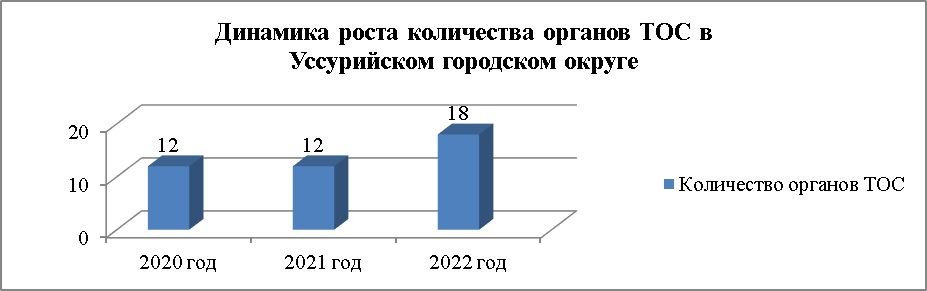 Динамика роста количества органов ТОС в
Уссурийском городском округе
20
10
0
12
12
18
2020 год
2021 год
2022 год
Количество органов ТОС